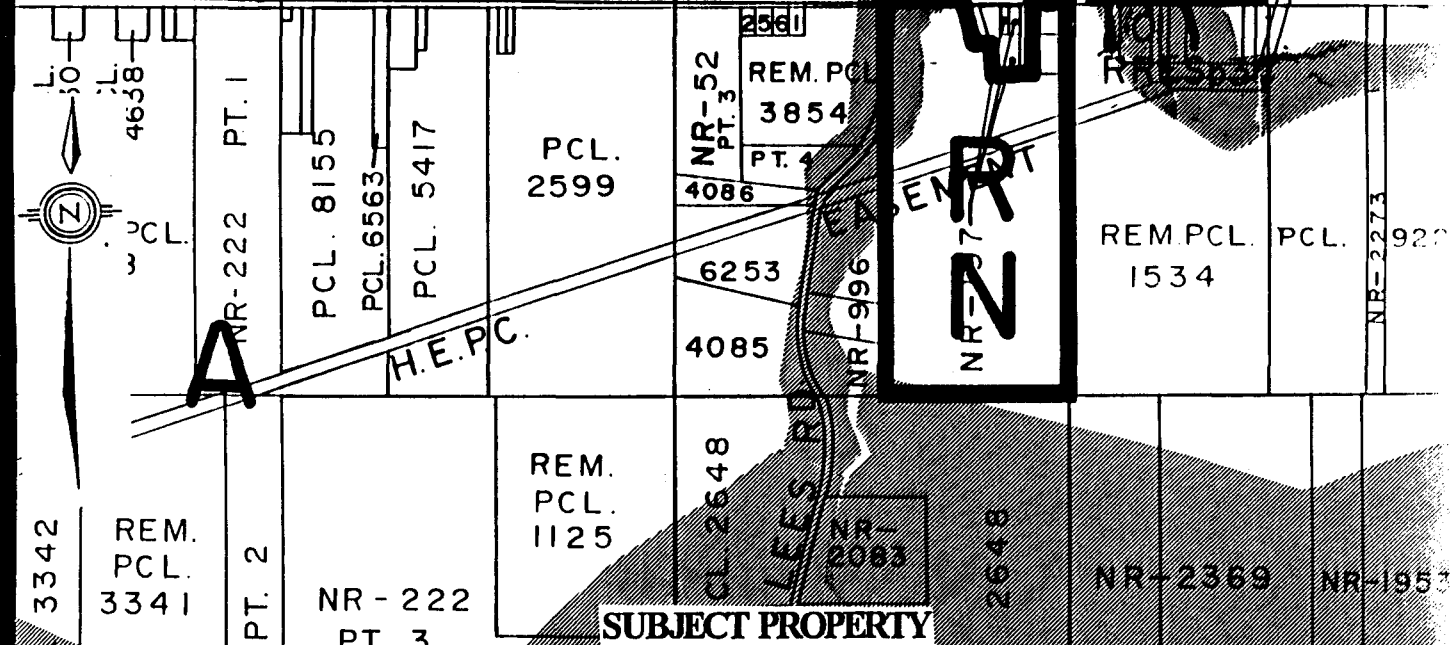 4638
NR-222 PT. 1
PCL. 8155
PCL. 6563
PCL. 5417
PCL.
2599
NR-52
PT. 3
2561
REM. PCL
3854
PT. 4
4086
6253
4085
EASEMENT
H.E.P.C.
NR-996
R
N
A
Z
PCL.
REM.PCL.
1534
PCL.
NR-2273
REM.
PCL.
1125
2648
LEES RD.
NR-
2083
2648
NR-2369
3342
REM.
PCL.
3341
PT. 2
NR-222
PT. 3
SUBJECT PROPERTY